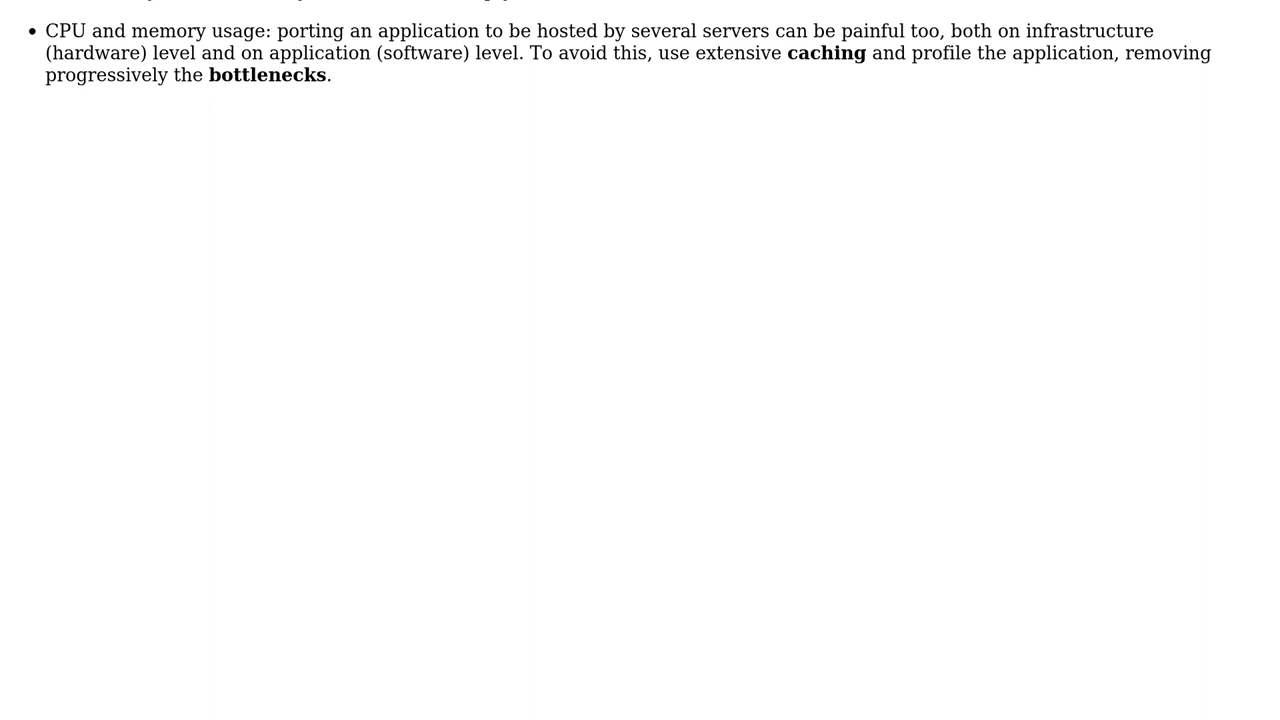 • CPU and memory usage: porting an application to be hosted by several servers can be painful too, both on infrastructure
(hardware) level and on application (software) level. To avoid this, use extensive caching and profile the application, removing
progressively the bottlenecks.